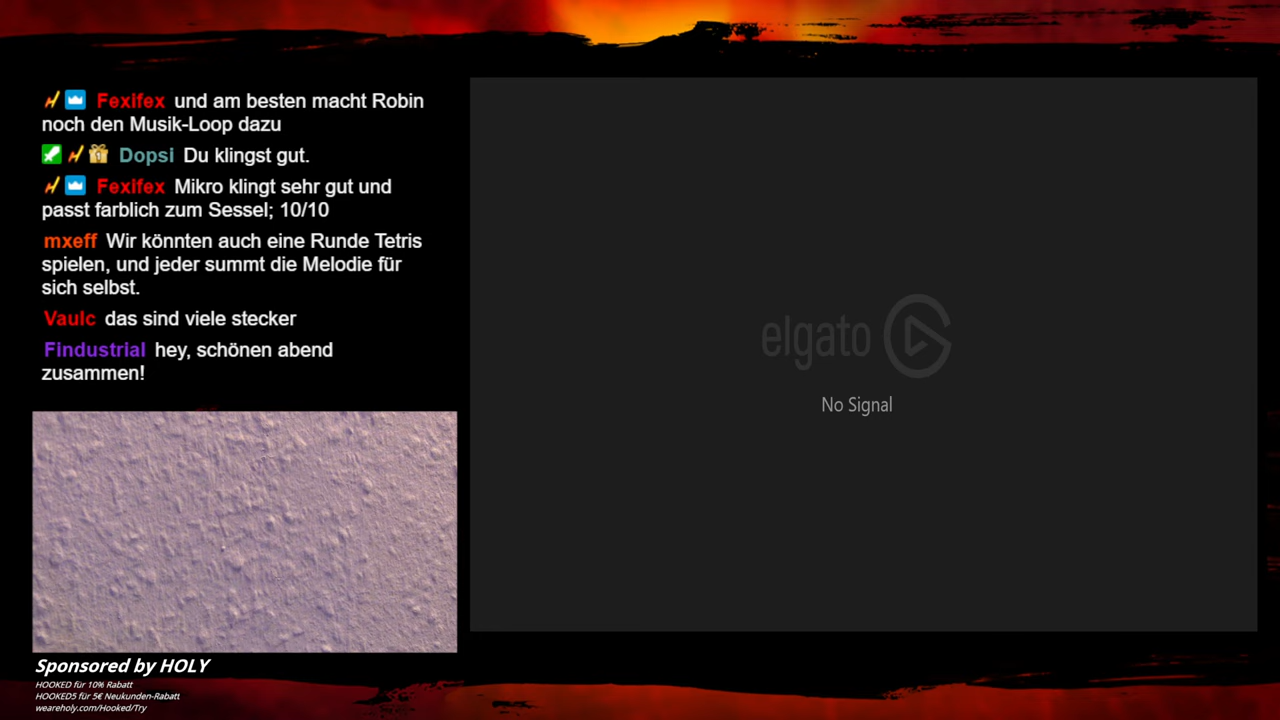 Fexifex und am besten macht Robin
noch den Musik-Loop dazu
Dopsi Du klingst gut.
Fexifex Mikro klingt sehr gut und
passt farblich zum Sessel; 10/10
mxeff Wir könnten auch eine Runde Tetris
spielen, und jeder summt die Melodie für
sich selbst.
Vaulc das sind viele stecker
Findustrial hey, schönen abend
zusammen!
elgato
No Signal
Sponsored by HOLY
HOOKED für 10% Rabatt
HOOKED5 für 5€ Neukunden-Rabatt
weareholy.com/Hooked/Try